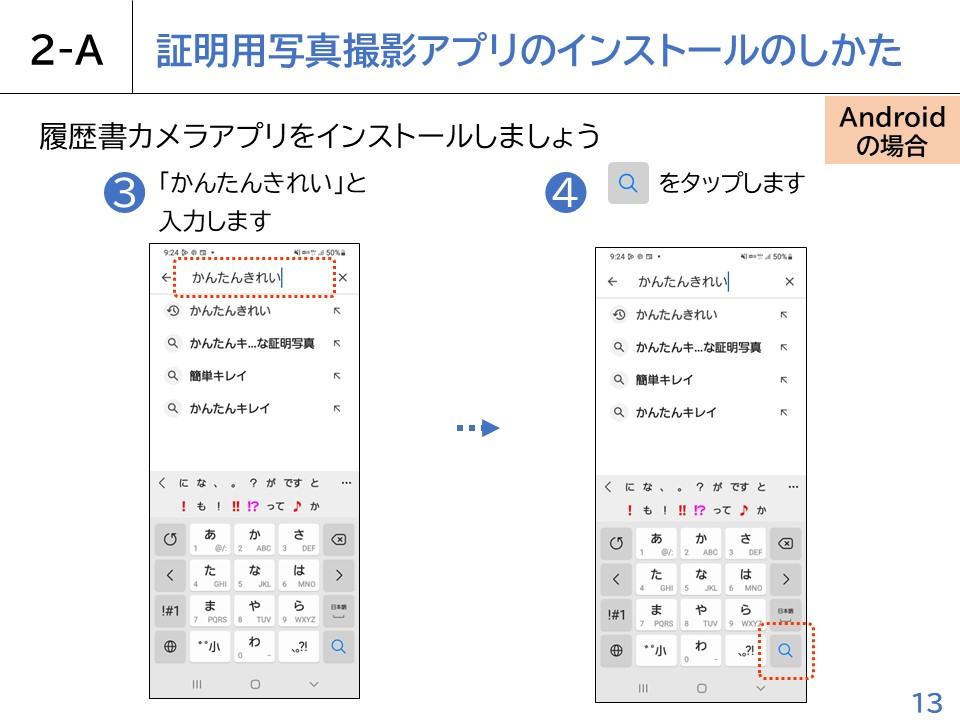 2-A
証明用写真撮影アプリのインストールのしかた
Android
の場合
履歴書カメラアプリをインストールしましょう
❸ 「かんたんきれい」と
入力します
9:24 50%
かんたんきれい
かんたんきれい
かんたんキ...な証明写真
簡単キレイ
かんたんキレイ
に な 、 。 ? が です と ...
! も ! !! !? って ♪ か
あ か さ
1 @/: 2 ABC 3 DEF
た な は
4 GHI 5 JKL 6 MNO
!#1 ま や ら 日本語
7 PQRS 8 TUV 9 WXYZ
゛゜小 わ 、。?!
0 -
❹ をタップします
9:24 50%
かんたんきれい
かんたんきれい
かんたんキ...な証明写真
簡単キレイ
かんたんキレイ
に な 、 。 ? が です と ...
! も ! !! !? って ♪ か
あ か さ
1 @/: 2 ABC 3 DEF
た な は
4 GHI 5 JKL 6 MNO
!#1 ま や ら 日本語
7 PQRS 8 TUV 9 WXYZ
゛゜小 わ 、。?!
0 -
13